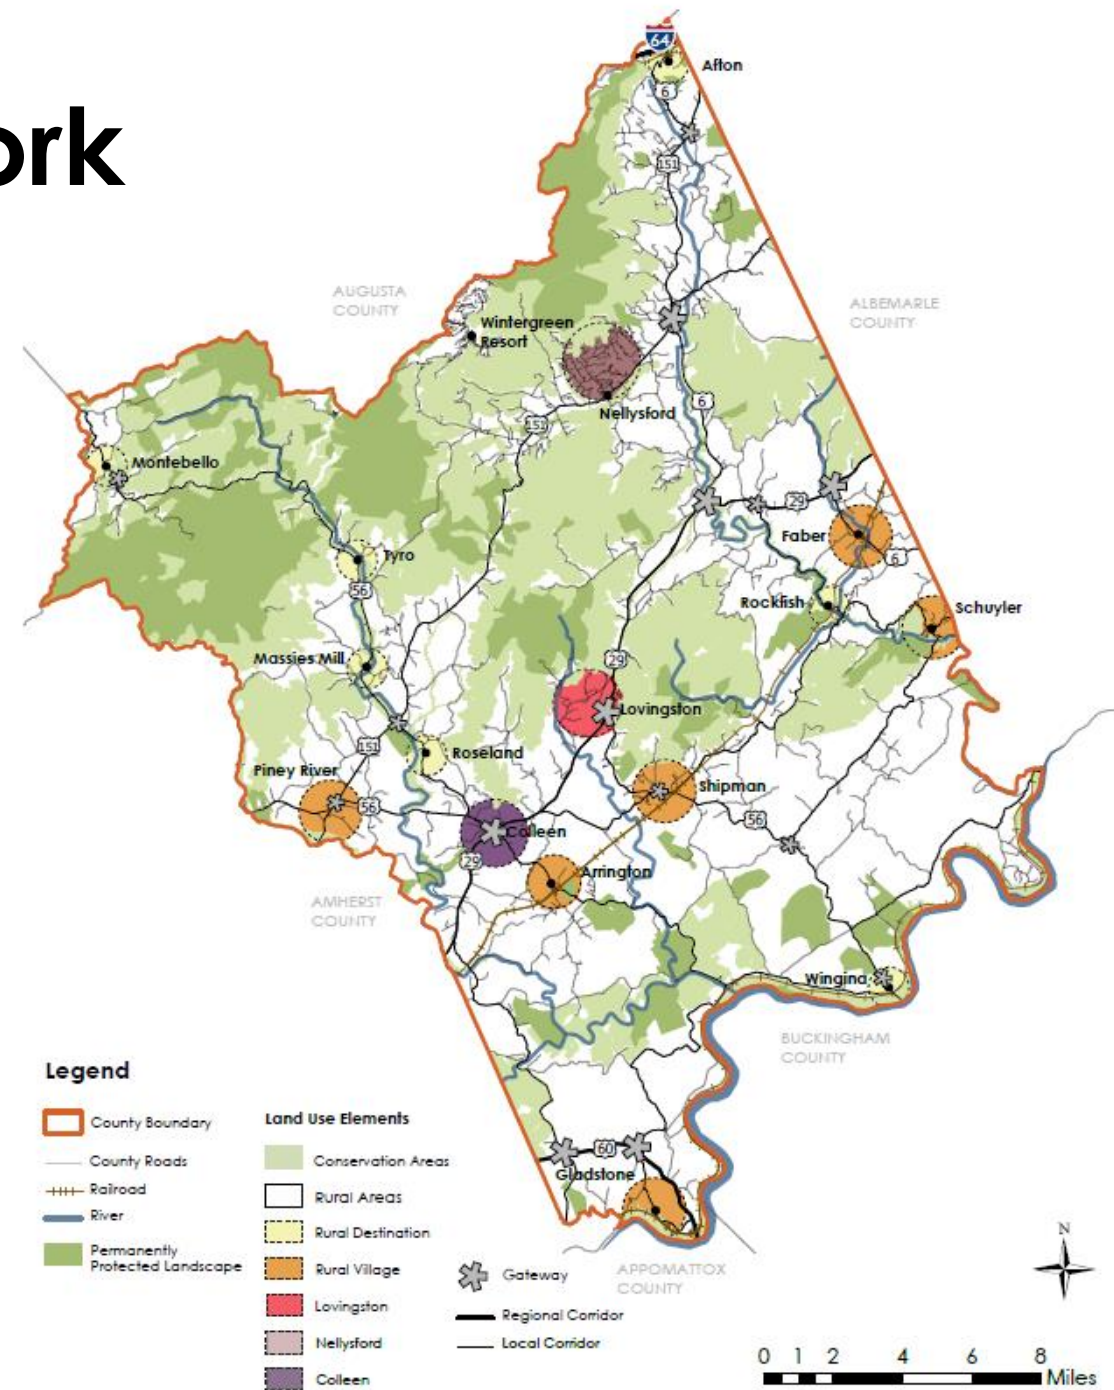 ork
64
Afton
6
151
AUGUSTA
COUNTY
ALBEMARLE
COUNTY
Wintergreen
Resort
Nellysford
6
151
Montebello
29
Faber
6
Tyro
56
Rockfish
Schuyler
Massies Mill
29
Lovingston
151
Roseland
Piney River
56
Shipman
56
Colleen
29
Arrington
AMHERST
COUNTY
Wingina
BUCKINGHAM
COUNTY
60
Gladstone
APPOMATTOX
COUNTY
Legend
County Boundary
County Roads
Railroad
River
Permanently
Protected Landscape
Land Use Elements
Conservation Areas
Rural Areas
Rural Destination
Rural Village
Lovingston
Nellysford
Colleen
Gateway
Regional Corridor
Local Corridor
N
0 1 2 4 6 8
Miles